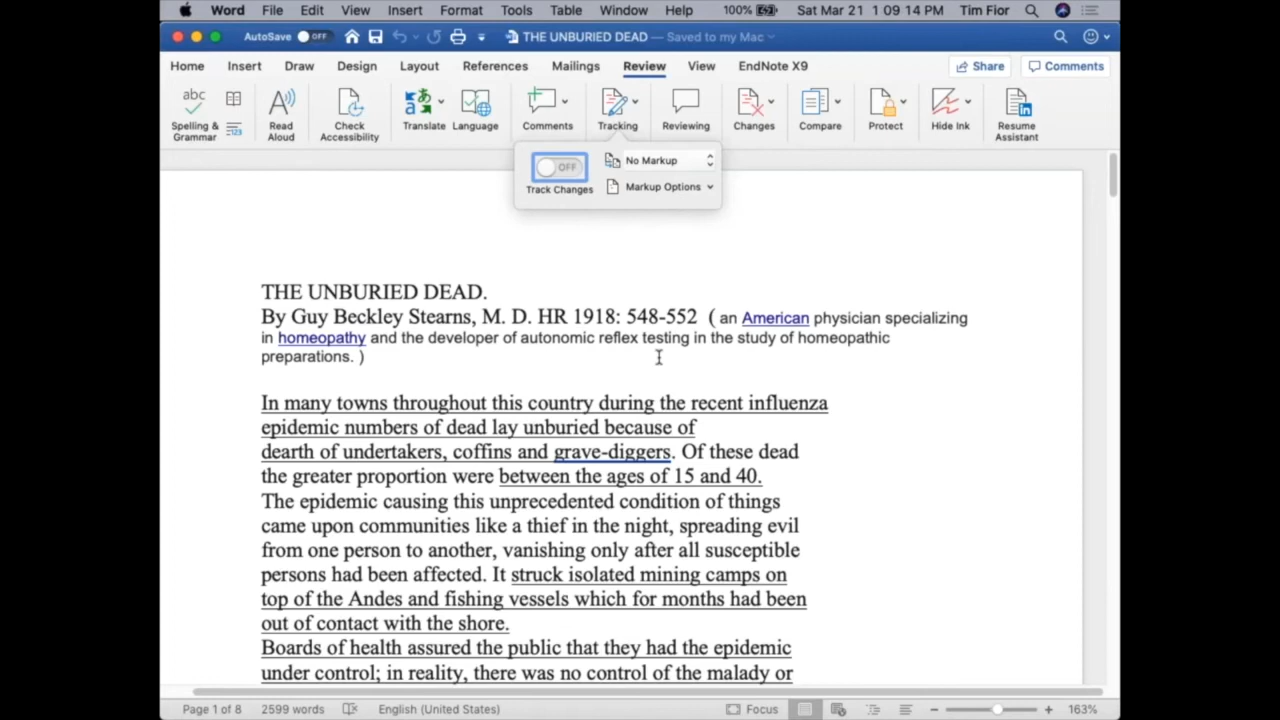 Word File Edit View Insert Format Tools Table Window Help 100% Sat Mar 21 1 09 14 PM Tim Fior
AutoSave OFF THE UNBURIED DEAD — Saved to my Mac
Home Insert Draw Design Layout References Mailings Review View EndNote X9 Share Comments
abc
Spelling & Grammar Read Aloud Check Accessibility Translate Language Comments Tracking Reviewing Changes Compare Protect Hide Ink Resume Assistant
OFF No Markup
Track Changes Markup Options
THE UNBURIED DEAD.
By Guy Beckley Stearns, M. D. HR 1918: 548-552 ( an American physician specializing
in homeopathy and the developer of autonomic reflex testing in the study of homeopathic
preparations. )
In many towns throughout this country during the recent influenza
epidemic numbers of dead lay unburied because of
dearth of undertakers, coffins and grave-diggers. Of these dead
the greater proportion were between the ages of 15 and 40.
The epidemic causing this unprecedented condition of things
came upon communities like a thief in the night, spreading evil
from one person to another, vanishing only after all susceptible
persons had been affected. It struck isolated mining camps on
top of the Andes and fishing vessels which for months had been
out of contact with the shore.
Boards of health assured the public that they had the epidemic
under control; in reality, there was no control of the malady or
Page 1 of 8 2599 words English (United States) Focus 163%